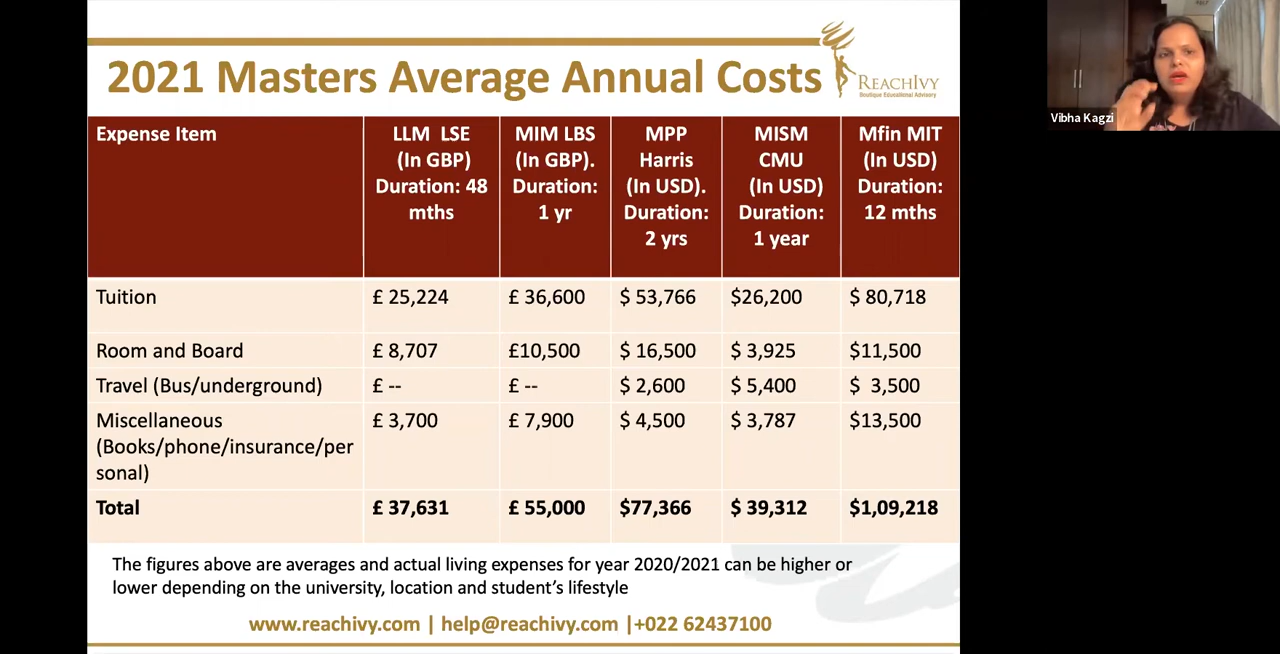 2021 Masters Average Annual Costs
REACHIVY
Boutique Educational Advisory
Vibha Kagzi
Expense Item
LLM LSE
(In GBP)
Duration: 48
mths
MIM LBS
(In GBP).
Duration:
1 yr
MPP
Harris
(In USD).
Duration:
2 yrs
MISM
CMU
(In USD)
Duration:
1 year
Mfin MIT
(In USD)
Duration:
12 mths
Tuition £ 25,224 £ 36,600 $ 53,766 $26,200 $ 80,718
Room and Board £ 8,707 £10,500 $ 16,500 $ 3,925 $11,500
Travel (Bus/underground) £ -- £ -- $ 2,600 $ 5,400 $ 3,500
Miscellaneous £ 3,700 £ 7,900 $ 4,500 $ 3,787 $13,500
(Books/phone/insurance/per
sonal)
Total £ 37,631 £ 55,000 $77,366 $ 39,312 $1,09,218
The figures above are averages and actual living expenses for year 2020/2021 can be higher or
lower depending on the university, location and student's lifestyle
www.reachivy.com | help@reachivy.com |+022 62437100